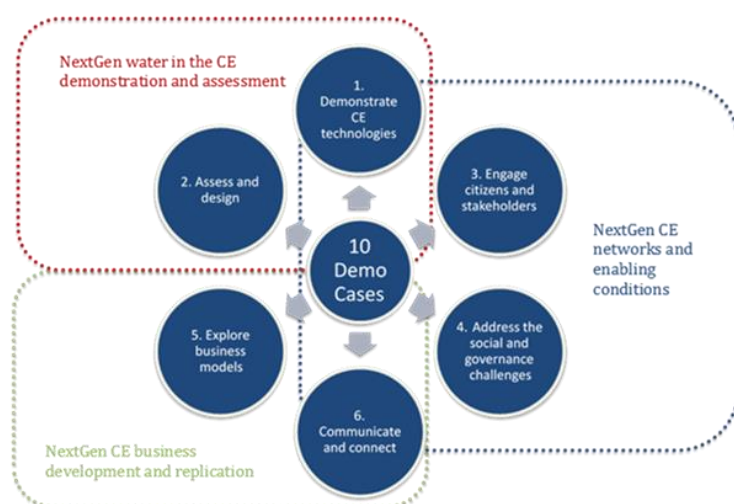 NextGen water in the CE
demonstration and assessment
1.
Demonstrate
CE
technologies
2. Assess and
design
3. Engage
citizens and
stakeholders
10
Demo
Cases
NextGen CE
networks and
enabling
conditions
5. Explore
business
models
4. Address the
social and
governance
challenges
6.
Communicate
and connect
NextGen CE business
development and replication